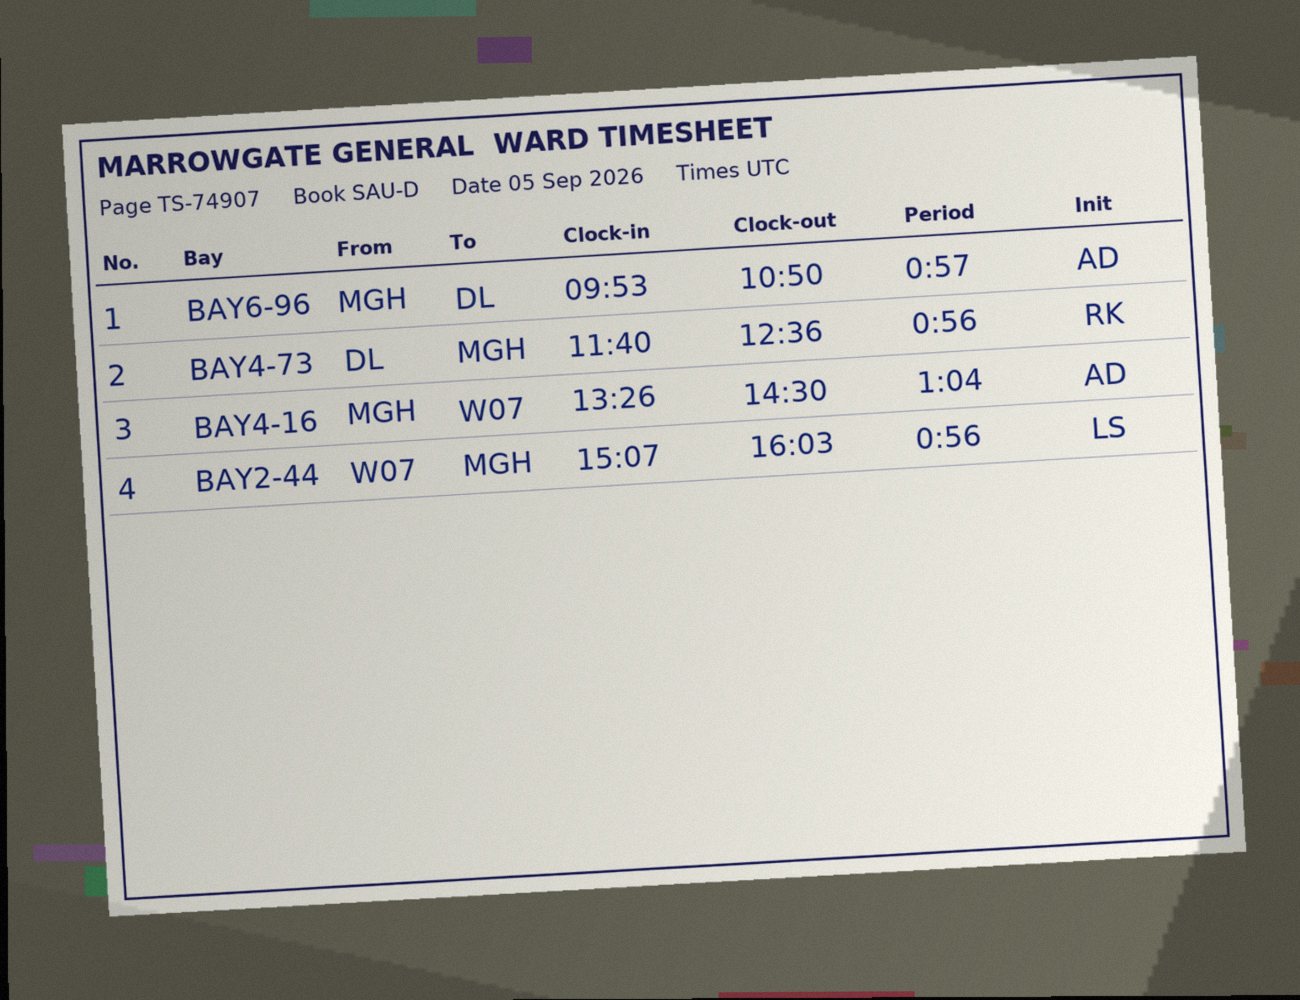 MARROWGATE GENERAL WARD TIMESHEET
Page TS-74907 Book SAU-D Date 05 Sep 2026 Times UTC
No. Bay From To Clock-in Clock-out Period Init
1 BAY6-96 MGH DL 09:53 10:50 0:57 AD
2 BAY4-73 DL MGH 11:40 12:36 0:56 RK
3 BAY4-16 MGH W07 13:26 14:30 1:04 AD
4 BAY2-44 W07 MGH 15:07 16:03 0:56 LS